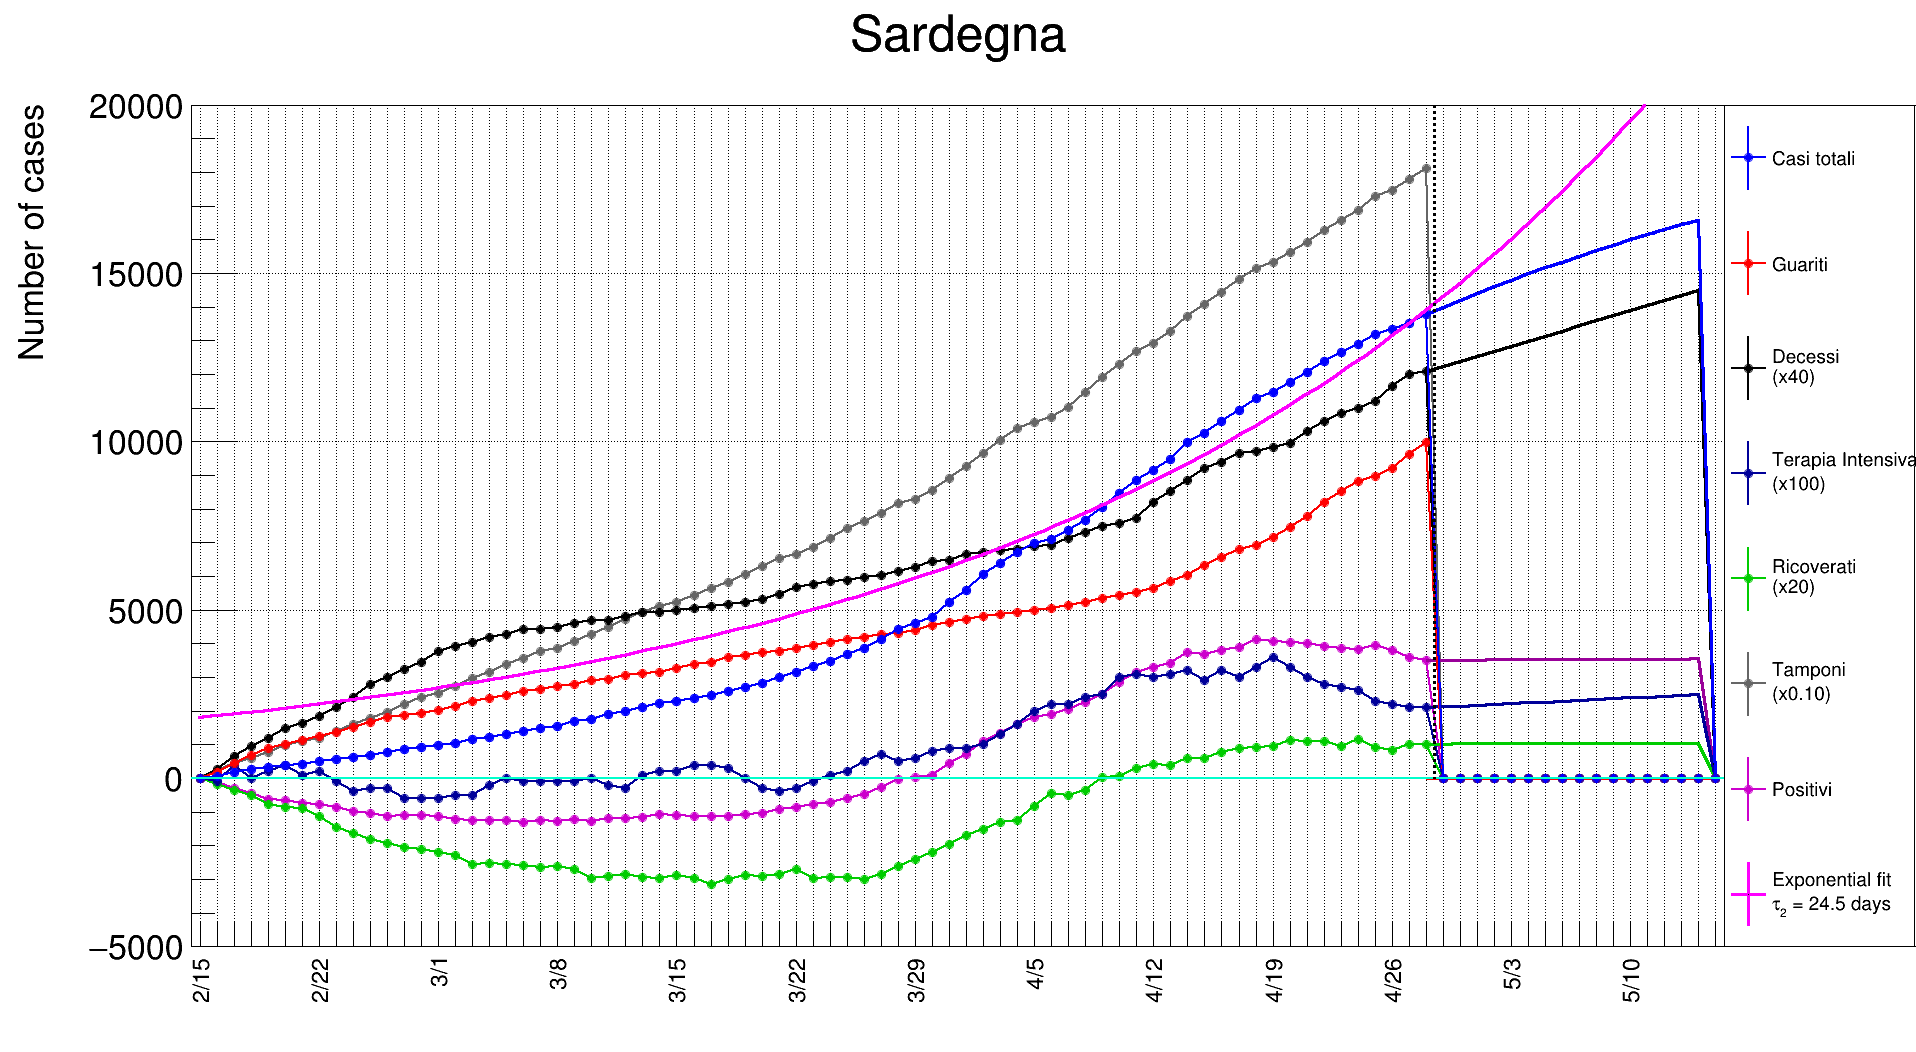 Sardegna
Number of cases
20000
15000
10000
5000
0
−5000
2/15
2/22
3/1
3/8
3/15
3/22
3/29
4/5
4/12
4/19
4/26
5/3
5/10
Casi totali
Guariti
Decessi
(x40)
Terapia Intensiva
(x100)
Ricoverati
(x20)
Tamponi
(x0.10)
Positivi
Exponential fit
τ2 = 24.5 days